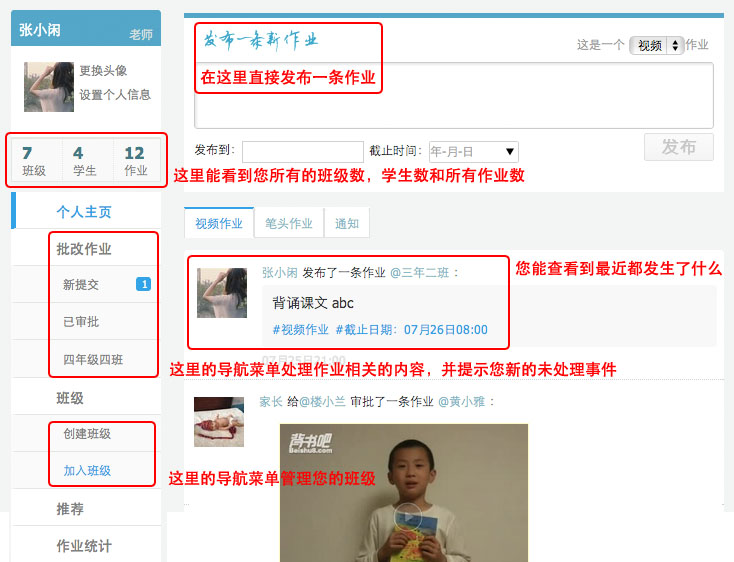 张小闲
老师
更换头像
设置个人信息
7
4
12
班级
学生
作业
这里能看到您所有的班级数，学生数和所有作业数
个人主页
批改作业
新提交
1
已审批
四年级四班
班级
创建班级
加入班级
推荐
作业统计
发布一条新作业
在这里直接发布一条作业
这是一个 视频 作业
发布到：
截止时间： 年-月-日
发布
视频作业
笔头作业
通知
张小闲 发布了一条作业 @三年二班：
您能查看到最近都发生了什么
背诵课文 abc
#视频作业 #截止日期：07月26日08:00
07月25日21:00
这里的导航菜单处理作业相关的内容，并提示您新的未处理事件
家长 给@楼小兰 审批了一条作业 @黄小雅：
背书吧
Beishu8.com
这里的导航菜单管理您的班级